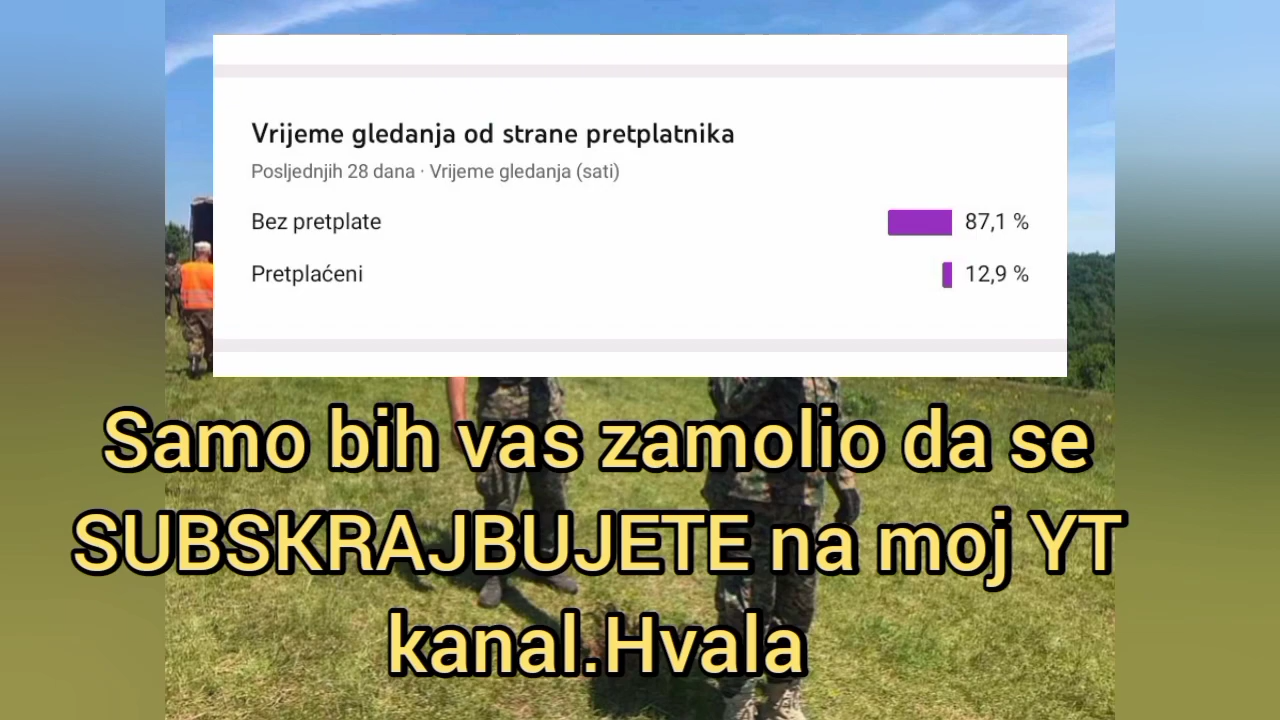 Vrijeme gledanja od strane pretplatnika
Posljednjih 28 dana · Vrijeme gledanja (sati)
Bez pretplate 87,1 %
Pretplaćeni 12,9 %
Samo bih vas zamolio da se
SUBSKRAJBUJETE na moj YT
kanal.Hvala